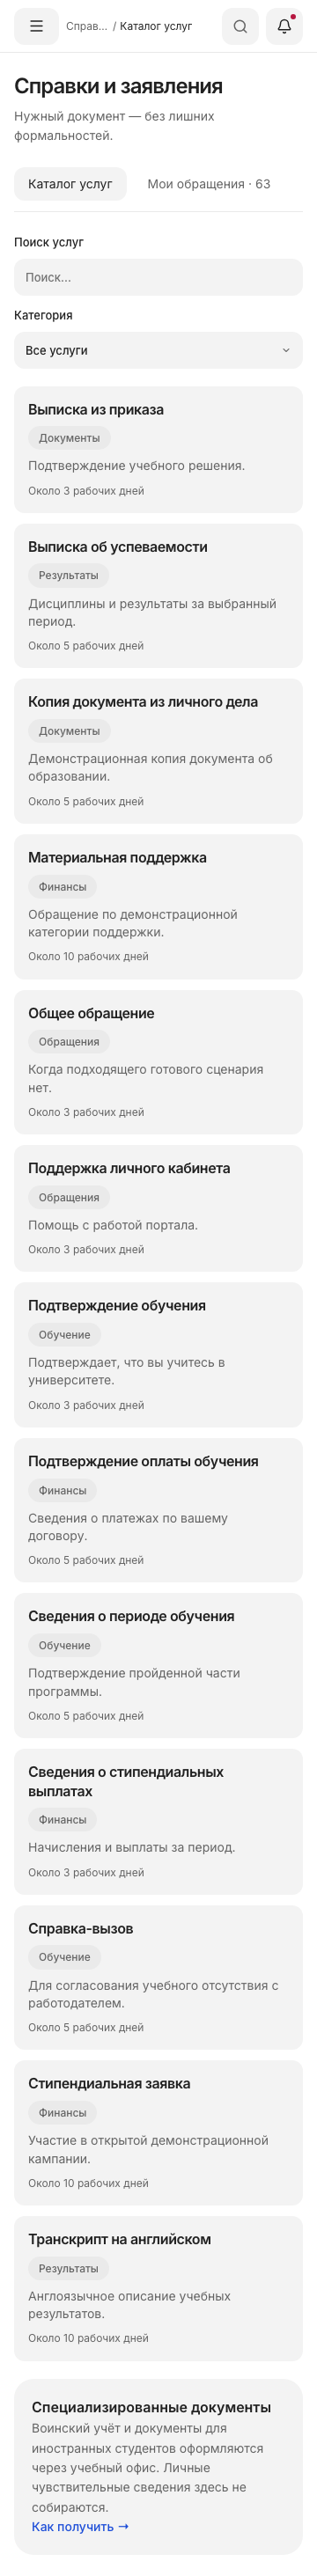 Справ... / Каталог услуг
Справки и заявления
Нужный документ — без лишних
формальностей.
Каталог услуг
Мои обращения · 63
Поиск услуг
Поиск...
Категория
Все услуги
Выписка из приказа
Документы
Подтверждение учебного решения.
Около 3 рабочих дней
Выписка об успеваемости
Результаты
Дисциплины и результаты за выбранный
период.
Около 5 рабочих дней
Копия документа из личного дела
Документы
Демонстрационная копия документа об
образовании.
Около 5 рабочих дней
Материальная поддержка
Финансы
Обращение по демонстрационной
категории поддержки.
Около 10 рабочих дней
Общее обращение
Обращения
Когда подходящего готового сценария
нет.
Около 3 рабочих дней
Поддержка личного кабинета
Обращения
Помощь с работой портала.
Около 3 рабочих дней
Подтверждение обучения
Обучение
Подтверждает, что вы учитесь в
университете.
Около 3 рабочих дней
Подтверждение оплаты обучения
Финансы
Сведения о платежах по вашему
договору.
Около 5 рабочих дней
Сведения о периоде обучения
Обучение
Подтверждение пройденной части
программы.
Около 5 рабочих дней
Сведения о стипендиальных
выплатах
Финансы
Начисления и выплаты за период.
Около 3 рабочих дней
Справка-вызов
Обучение
Для согласования учебного отсутствия с
работодателем.
Около 5 рабочих дней
Стипендиальная заявка
Финансы
Участие в открытой демонстрационной
кампании.
Около 10 рабочих дней
Транскрипт на английском
Результаты
Англоязычное описание учебных
результатов.
Около 10 рабочих дней
Специализированные документы
Воинский учёт и документы для
иностранных студентов оформляются
через учебный офис. Личные
чувствительные сведения здесь не
собираются.
Как получить →